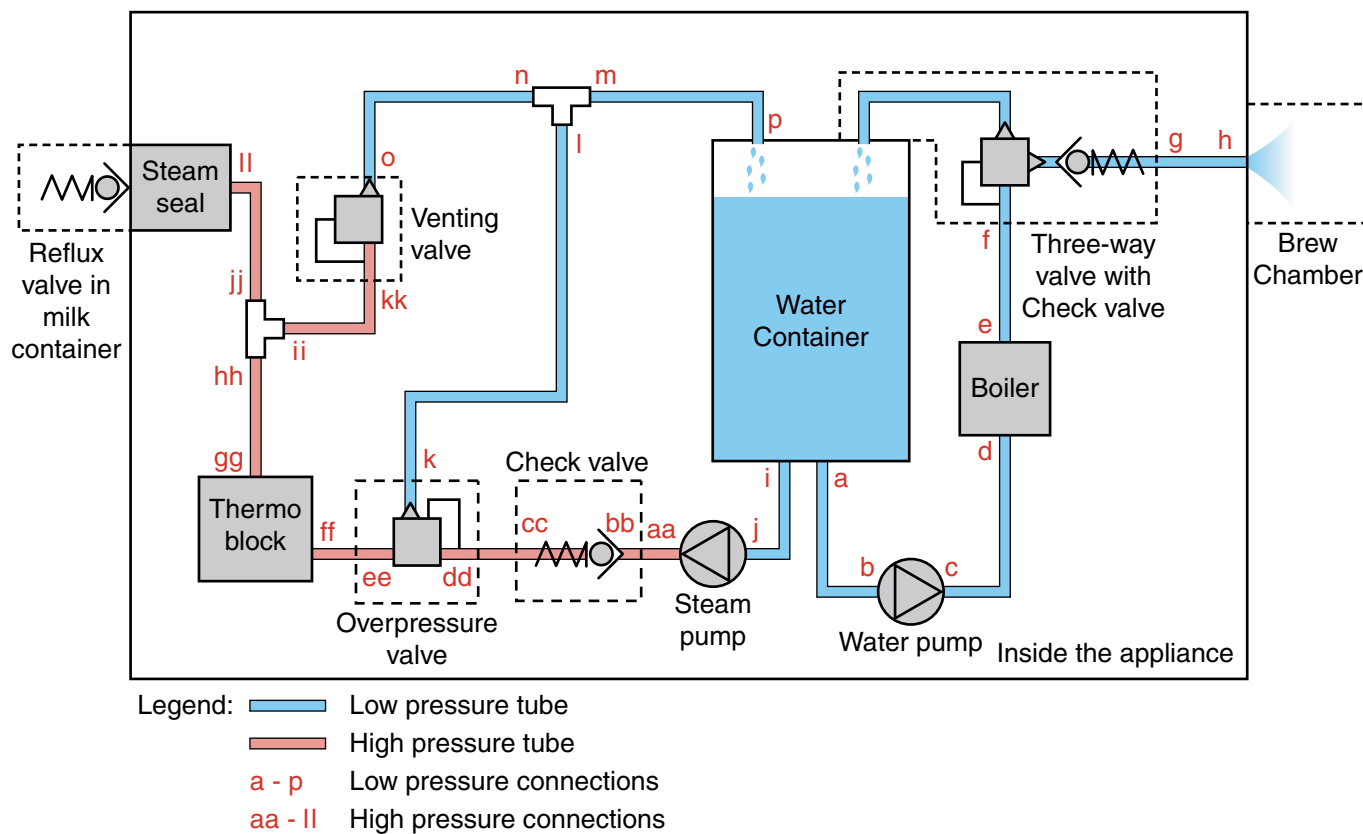 n
m
l
p
o
ll
Steam
seal
Venting
valve
Reflux
valve in
milk
container
jj
kk
ii
hh
gg
Thermo
block
ff
k
ee
dd
Overpressure
valve
Check valve
cc
bb
aa
Steam
pump
j
i
a
Water
Container
b
c
Water pump
d
Boiler
e
f
Three-way
valve with
Check valve
g
h
Brew
Chamber
Inside the appliance
Legend:
Low pressure tube
High pressure tube
a - p Low pressure connections
aa - ll High pressure connections